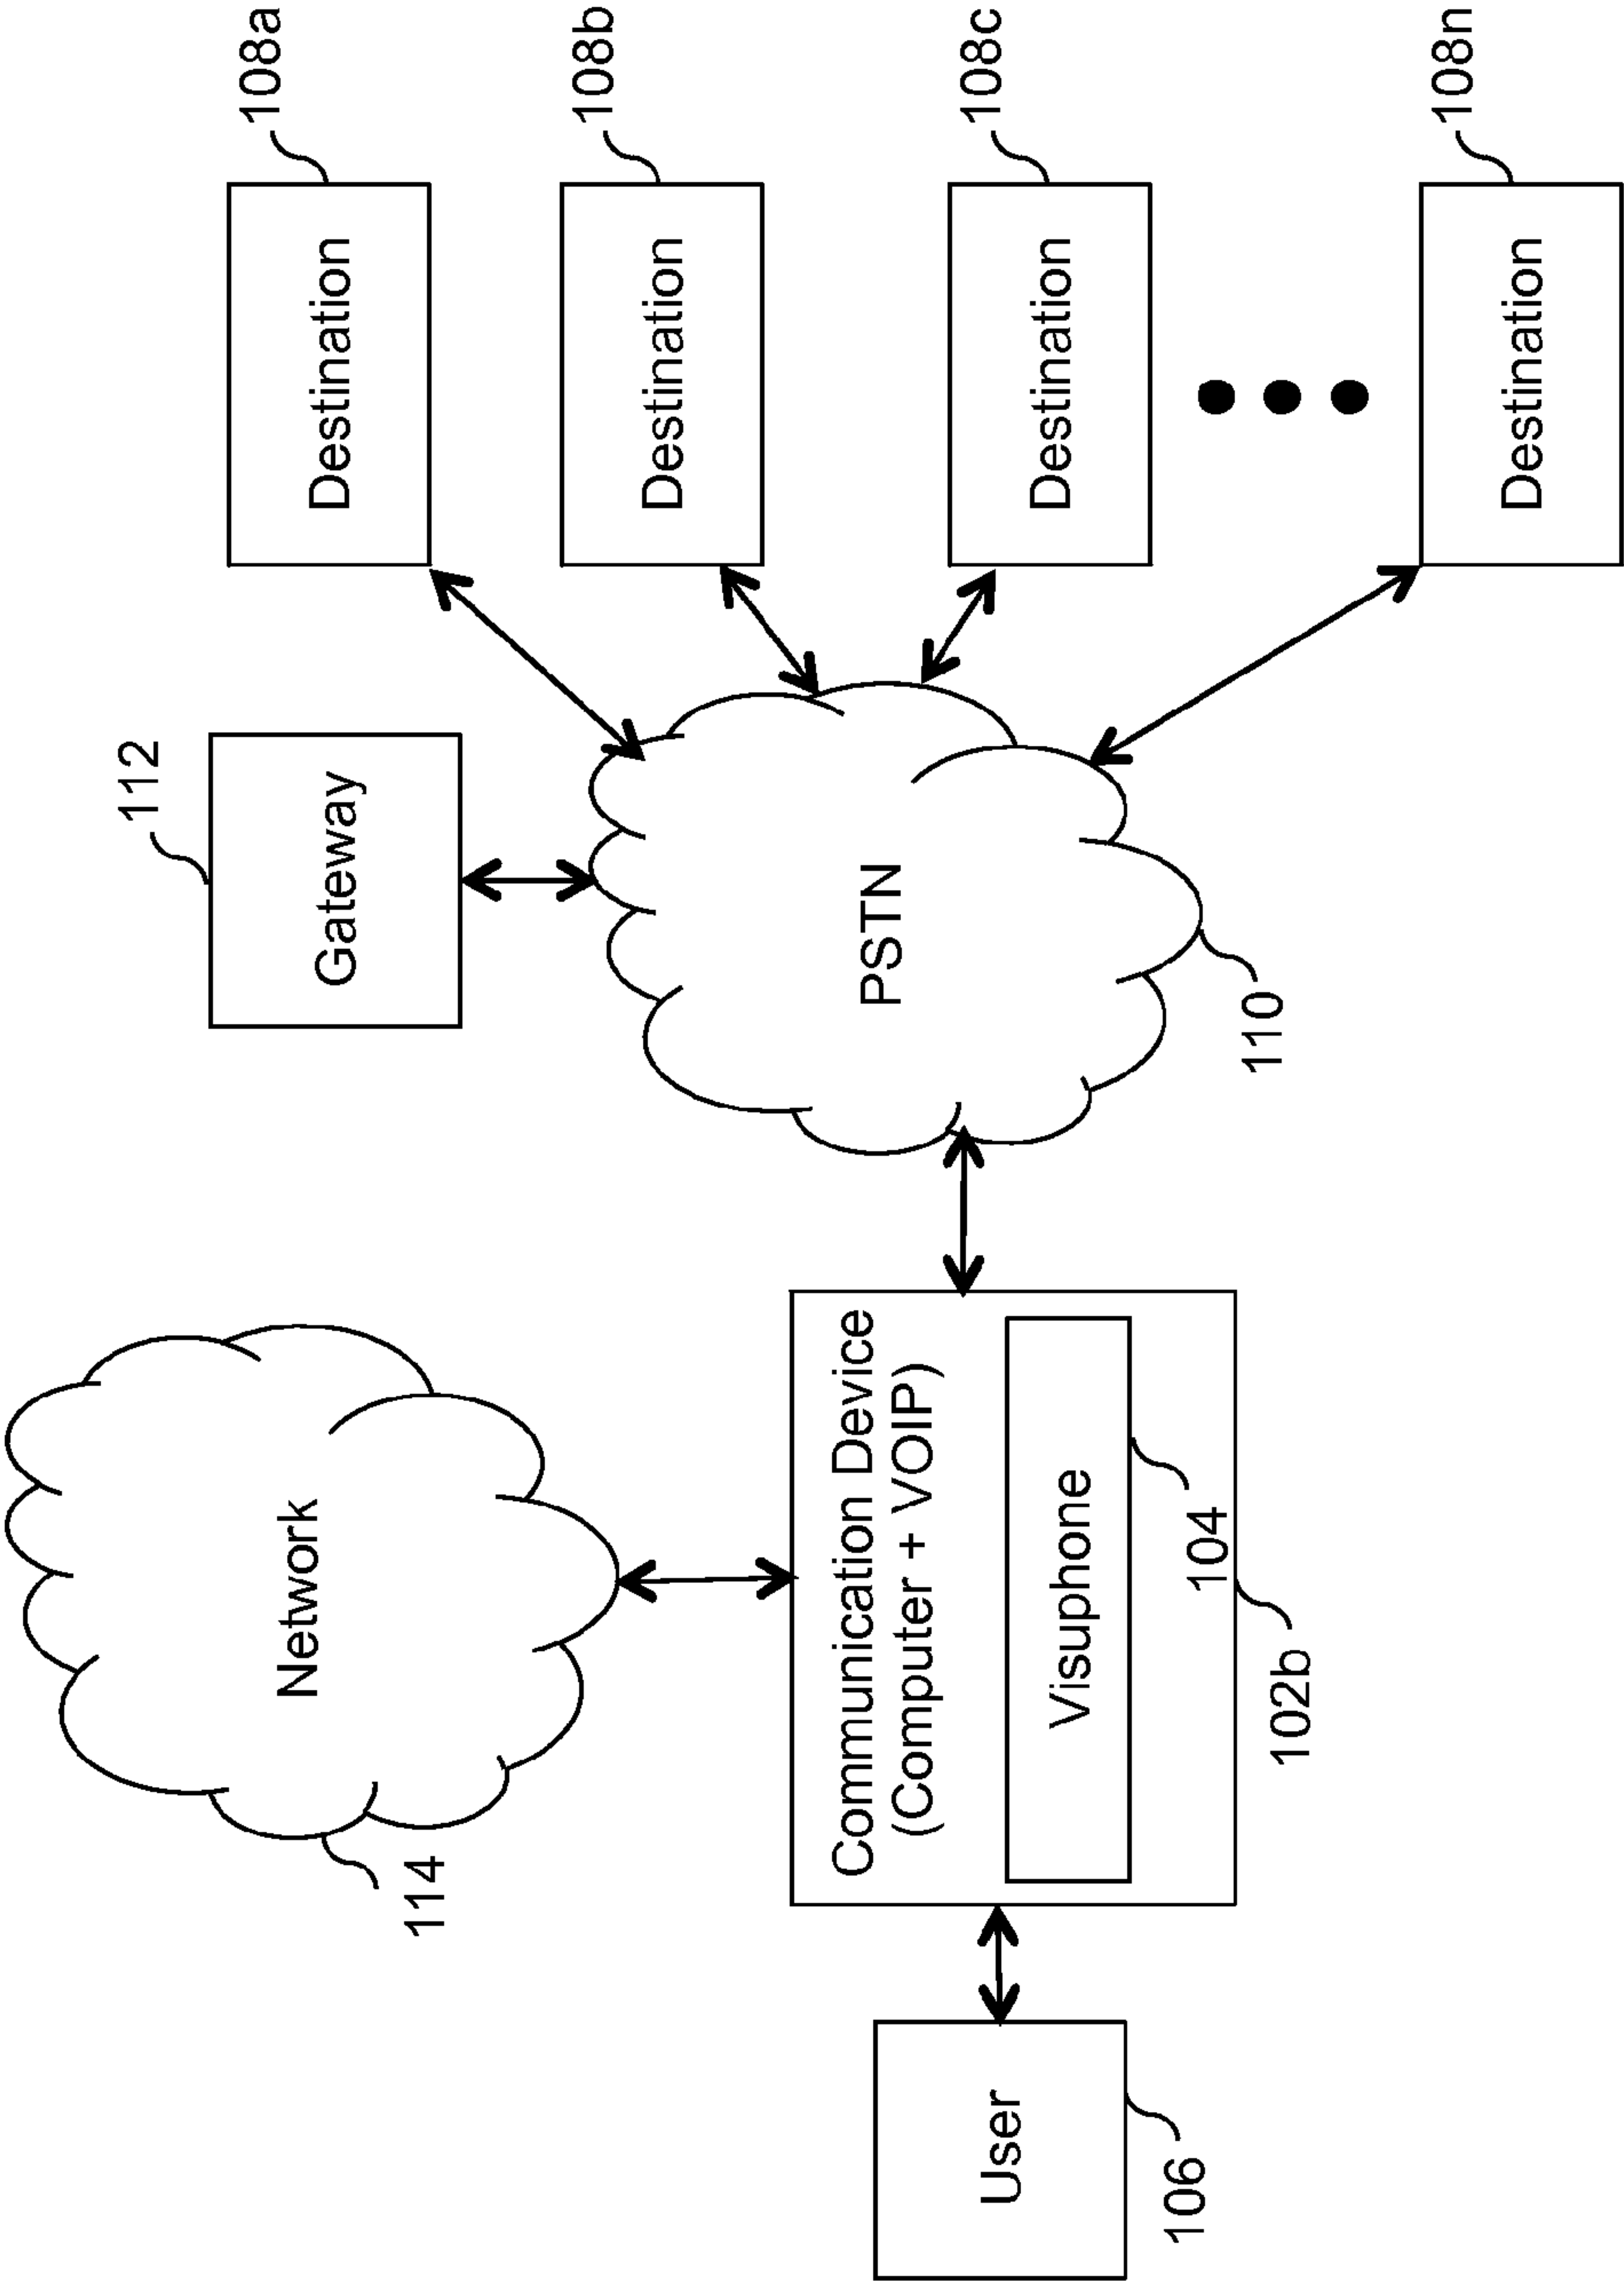 Network
114
Gateway
112
PSTN
110
User
106
Communication Device
(Computer + VOIP)
Visuphone
104
102b
Destination
108a
Destination
108b
Destination
108c
Destination
108n